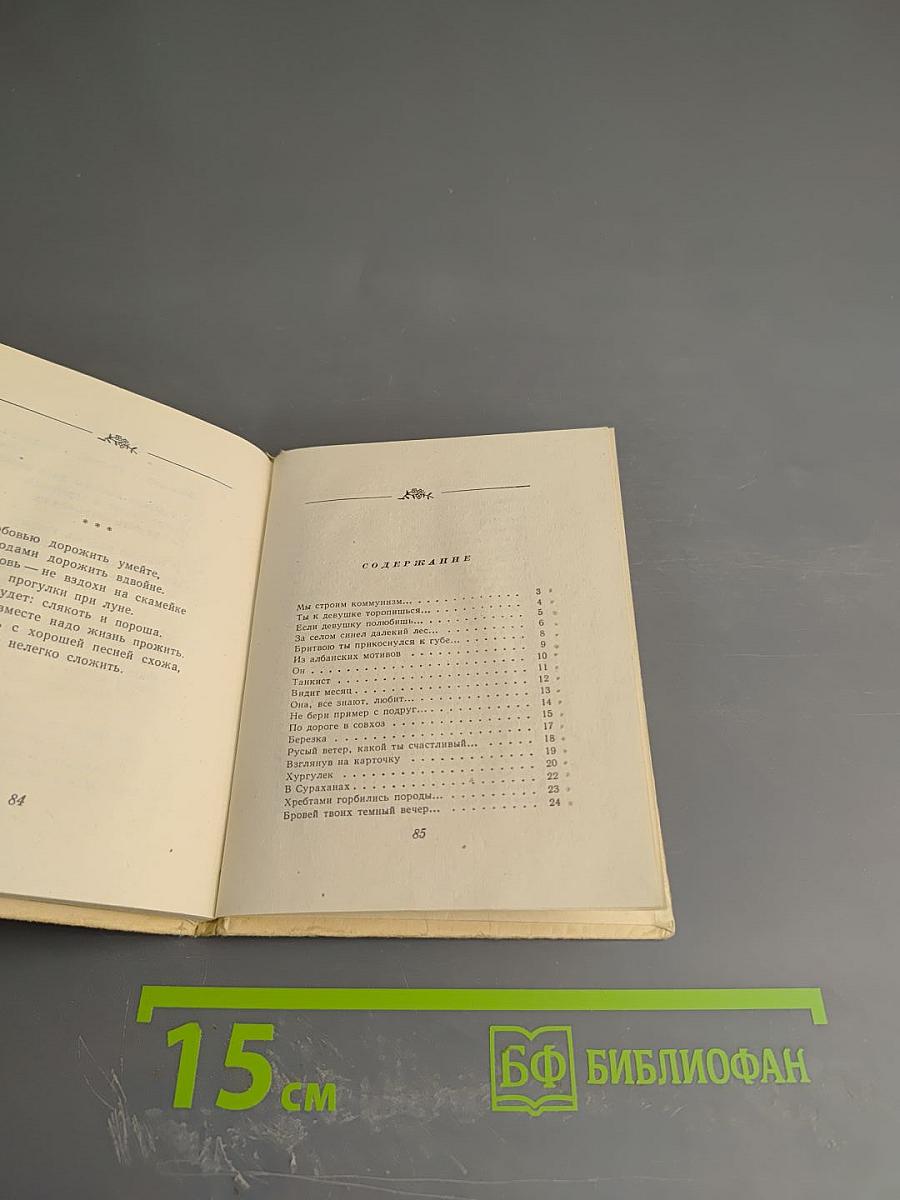 * * *
бовью дорожить умейте,
одами дорожить вдвойне.
овь — не вздохи на скамейке
прогулки при луне.
удет: слякоть и пороша.
вместе надо жизнь прожить.
с хорошей песней схожа,
нелегко сложить.
84
СОДЕРЖАНИЕ
Мы строим коммунизм... 3
Ты к девушке торопишься... 4
Если девушку полюбишь... 5
За селом синел далекий лес... 6
Бритвою ты прикоснулся к губе... 8
Из албанских мотивов 9
Он 10
Танкист 11
Видит месяц 12
Она, все знают, любит... 13
Не бери пример с подруг... 14
По дороге в совхоз 15
Березка 17
Русый ветер, какой ты счастливый... 18
Взглянув на карточку 19
Хургулек 20
В Сураханах 22
Хребтами горбились породы... 23
Бровей твоих темный вечер... 24
85
15 см
БФ БИБЛИОФАН